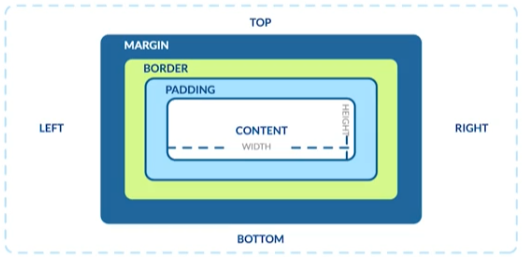 TOP
MARGIN
BORDER
PADDING
HEIGHT
CONTENT
LEFT
RIGHT
WIDTH
BOTTOM